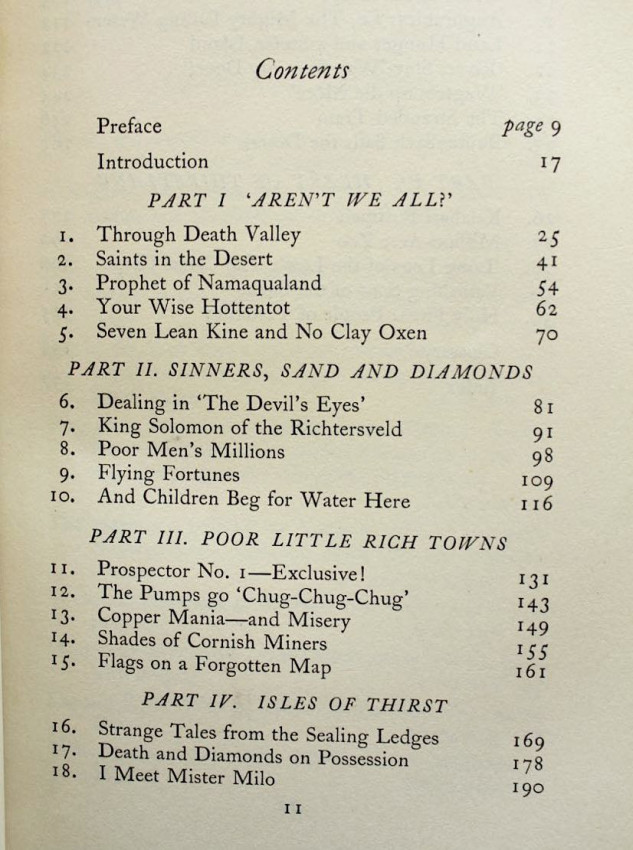 Contents
Preface page 9
Introduction 17
PART I 'AREN'T WE ALL?'
1. Through Death Valley 25
2. Saints in the Desert 41
3. Prophet of Namaqualand 54
4. Your Wise Hottentot 62
5. Seven Lean Kine and No Clay Oxen 70
PART II. SINNERS, SAND AND DIAMONDS
6. Dealing in 'The Devil's Eyes' 81
7. King Solomon of the Richtersveld 91
8. Poor Men's Millions 98
9. Flying Fortunes 109
10. And Children Beg for Water Here 116
PART III. POOR LITTLE RICH TOWNS
11. Prospector No. 1—Exclusive! 131
12. The Pumps go 'Chug-Chug-Chug' 143
13. Copper Mania—and Misery 149
14. Shades of Cornish Miners 155
15. Flags on a Forgotten Map 161
PART IV. ISLES OF THIRST
16. Strange Tales from the Sealing Ledges 169
17. Death and Diamonds on Possession 178
18. I Meet Mister Milo 190
11